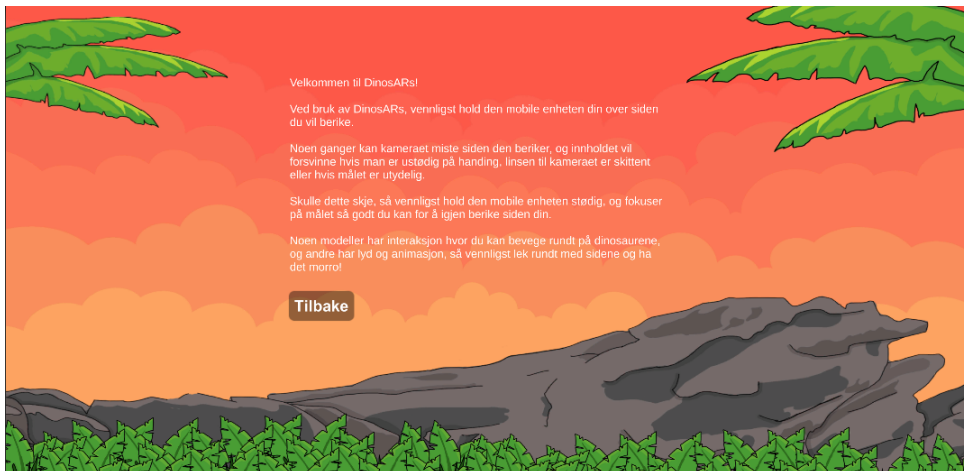 Velkommen til DinosARs!
Ved bruk av DinosARs, vennligst hold den mobile enheten din over siden
du vil berike.
Noen ganger kan kameraet miste siden den beriker, og innholdet vil
forsvinne hvis man er ustødig på handing, linsen til kameraet er skittent
eller hvis målet er utydelig.
Skulle dette skje, så vennligst hold den mobile enheten stødig, og fokuser
på målet så godt du kan for å igjen berike siden din.
Noen modeller har interaksjon hvor du kan bevege rundt på dinosaurene,
og andre har lyd og animasjon, så vennligst lek rundt med sidene og ha
det morro!
Tilbake